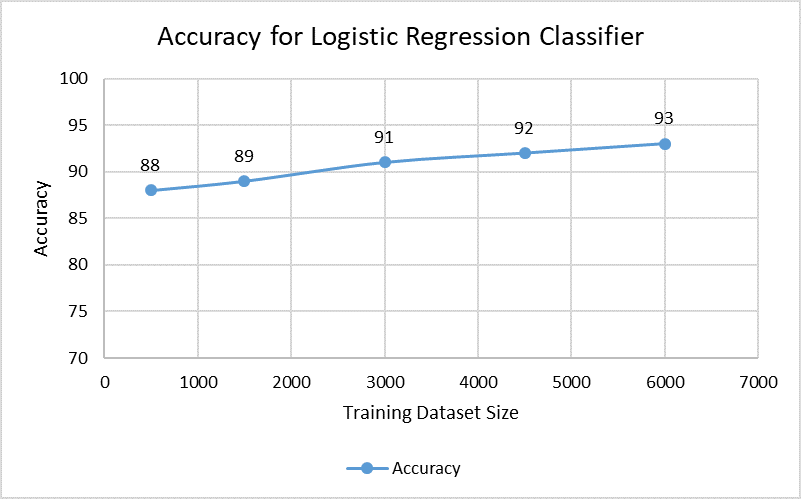 Accuracy for Logistic Regression Classifier
100
95
90
85
80
75
70
88
89
91
92
93
Accuracy
0 1000 2000 3000 4000 5000 6000 7000
Training Dataset Size
Accuracy